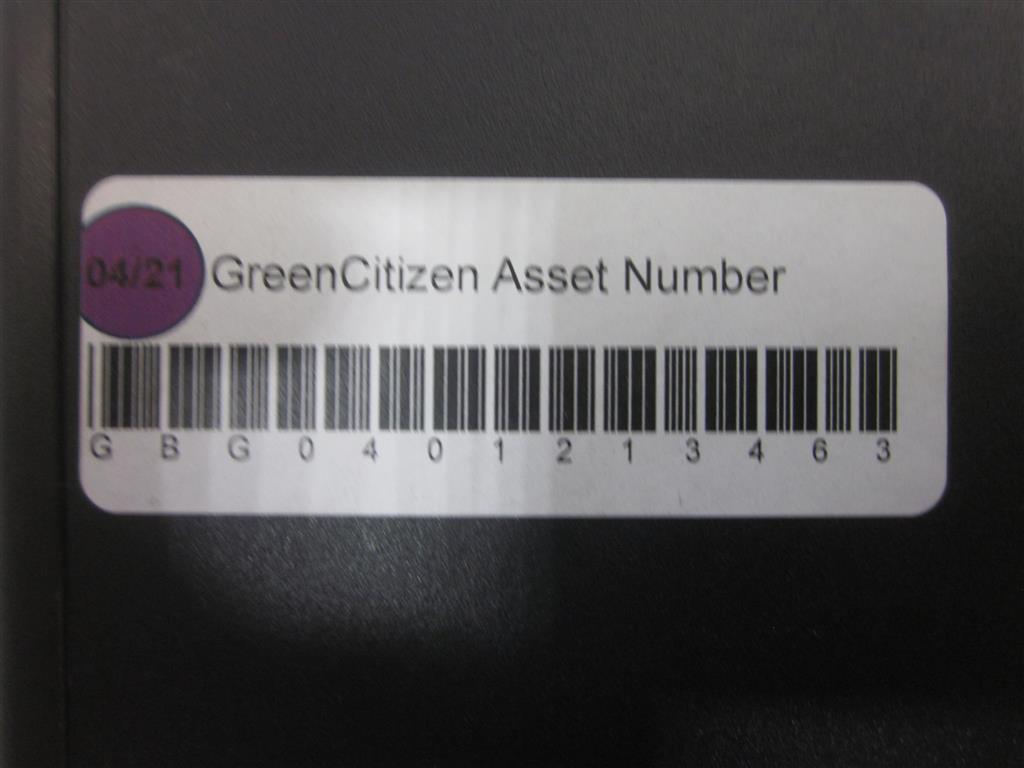 04/21 GreenCitizen Asset Number
G B G 0 4 0 1 2 1 3 4 6 3